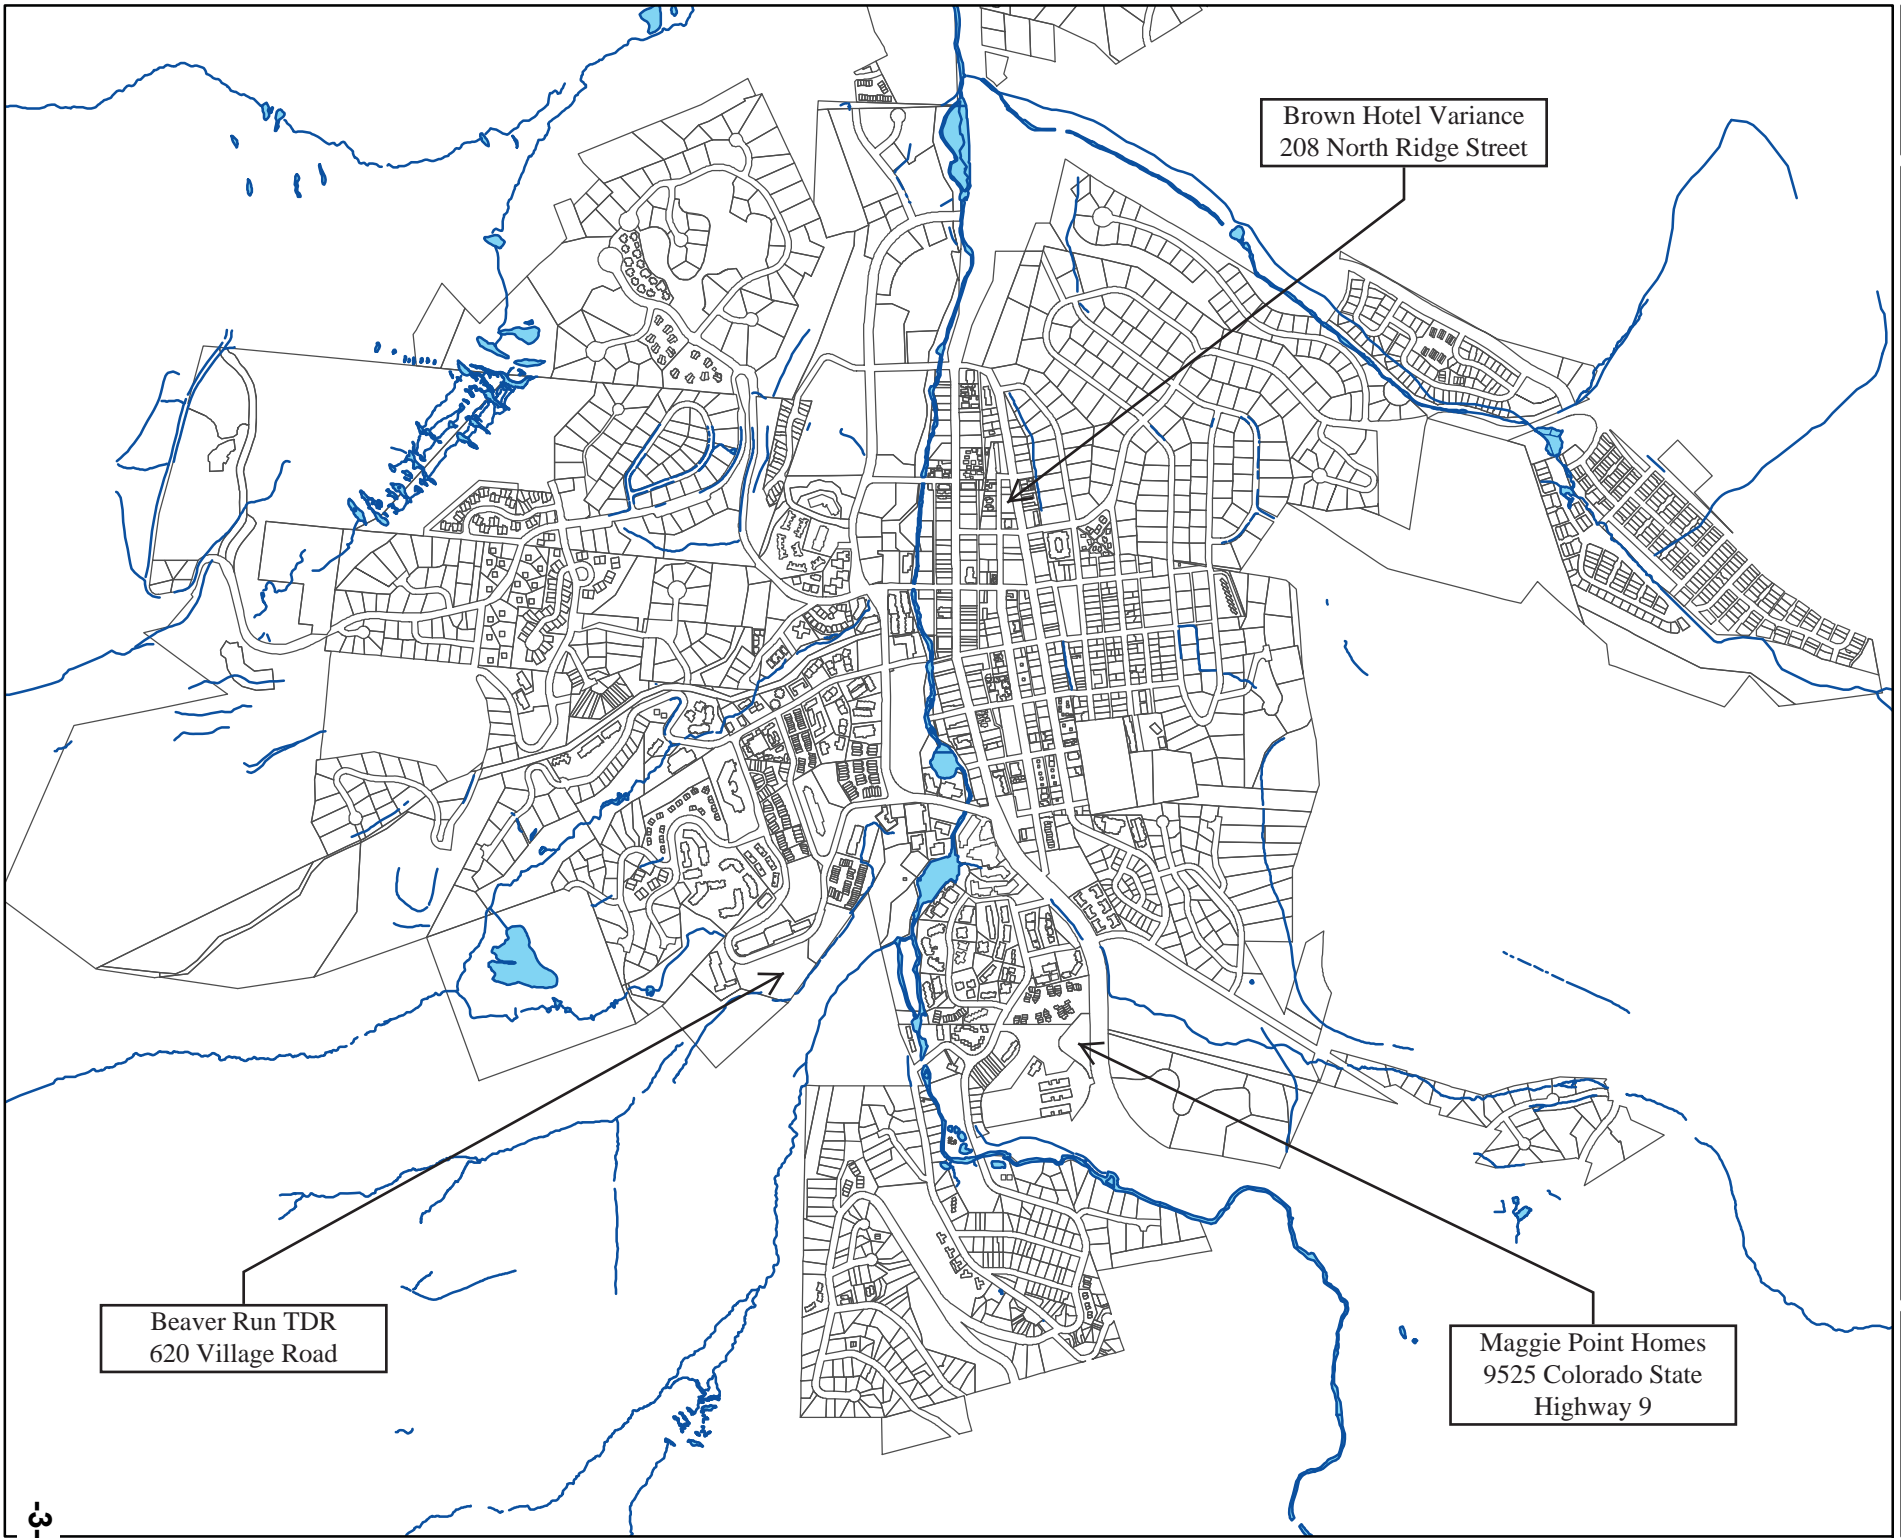 Brown Hotel Variance
208 North Ridge Street
Beaver Run TDR
620 Village Road
Maggie Point Homes
9525 Colorado State
Highway 9
-3-